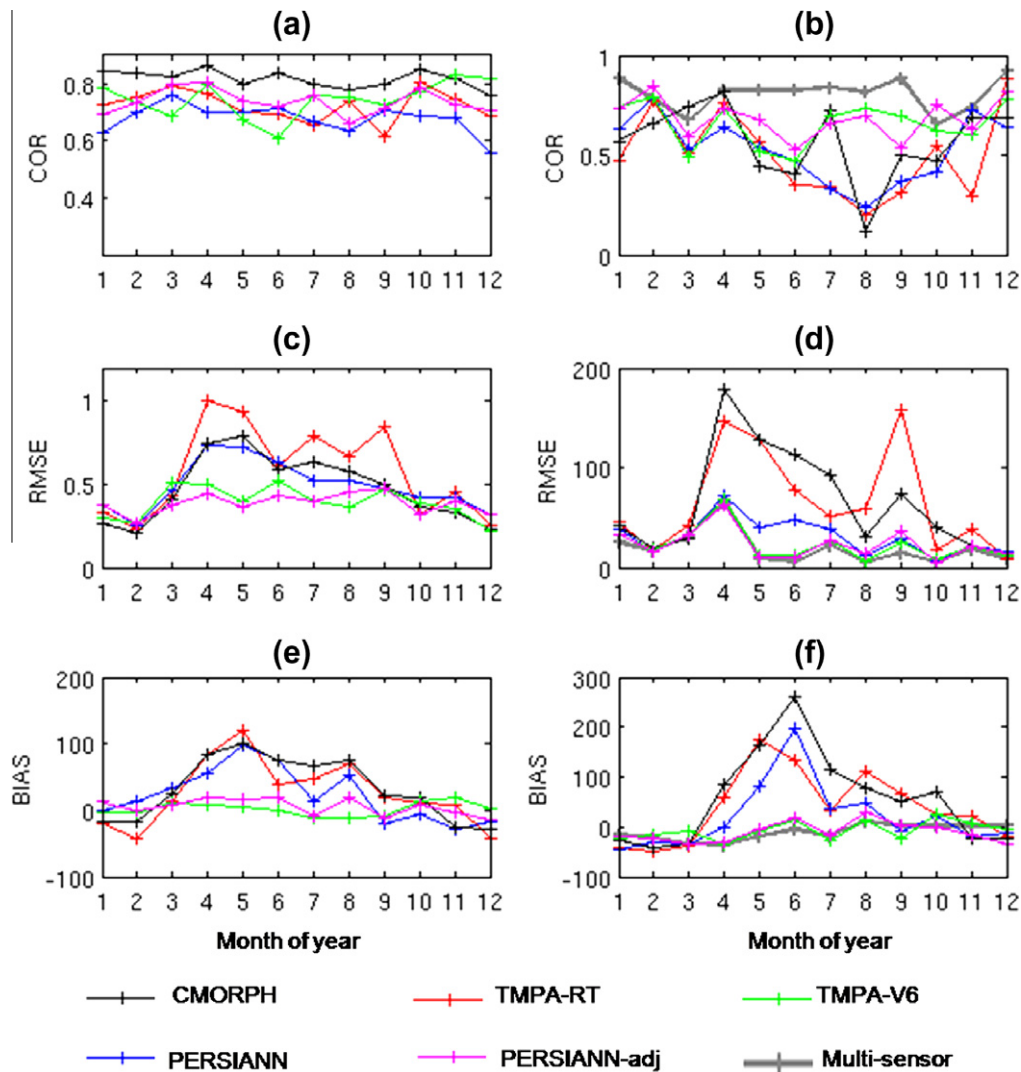 (a) (b)
COR 0.8 0.6 0.4
1 2 3 4 5 6 7 8 9 10 11 12
COR 1 0.5 0
1 2 3 4 5 6 7 8 9 10 11 12
(c) (d)
RMSE 1 0.5 0
1 2 3 4 5 6 7 8 9 10 11 12
RMSE 200 100 0
1 2 3 4 5 6 7 8 9 10 11 12
(e) (f)
BIAS 200 100 0 -100
1 2 3 4 5 6 7 8 9 10 11 12
Month of year
BIAS 300 200 100 0 -100
1 2 3 4 5 6 7 8 9 10 11 12
Month of year
CMORPH TMPA-RT TMPA-V6
PERSIANN PERSIANN-adj Multi-sensor